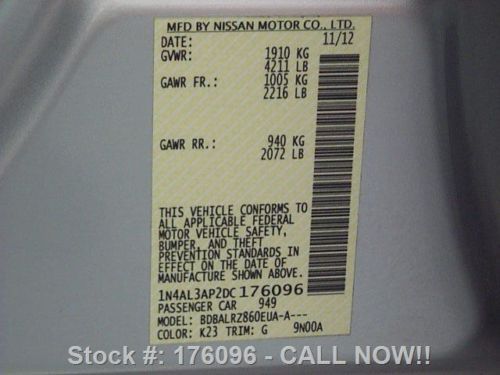 MFD BY NISSAN MOTOR CO., LTD.
DATE: 11/12
GVWR: 1910 KG
4211 LB
GAWR FR.: 1005 KG
2216 LB
GAWR RR.: 940 KG
2072 LB
THIS VEHICLE CONFORMS TO
ALL APPLICABLE FEDERAL
MOTOR VEHICLE SAFETY,
BUMPER, AND THEFT
PREVENTION STANDARDS IN
EFFECT ON THE DATE OF
MANUFACTURE SHOWN ABOVE.
1N4AL3AP2DC176096
PASSENGER CAR 949
MODEL: BDBALRZ860EUA-A---
COLOR: K23 TRIM: G 9N00A
Stock #: 176096 - CALL NOW!!